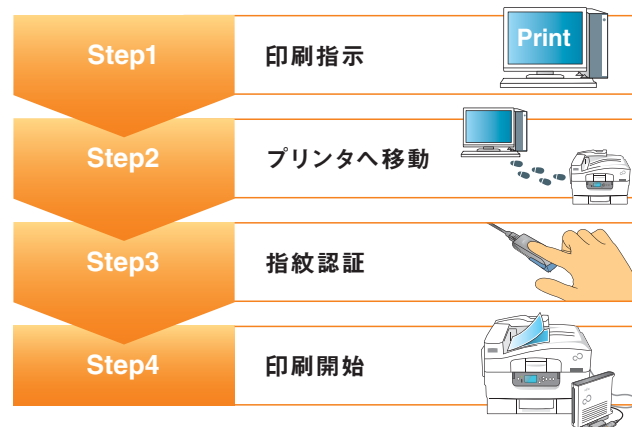 Step1
印刷指示
Print
Step2
プリンタへ移動
Step3
指紋認証
Step4
印刷開始